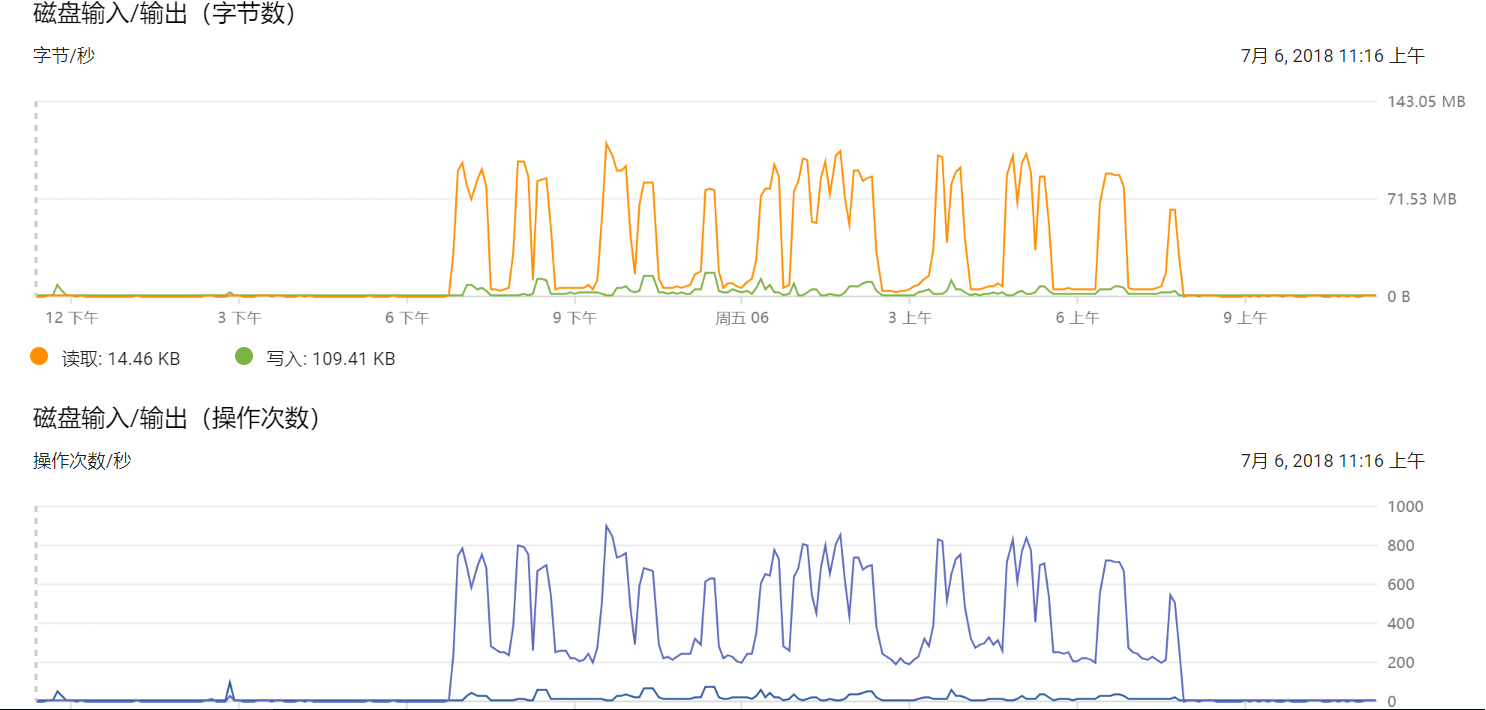 磁盘输入/输出（字节数）
字节/秒
7月 6, 2018 11:16 上午
143.05 MB
71.53 MB
0 B
12 下午 3 下午 6 下午 9 下午 周五 06 3 上午 6 上午 9 上午
读取: 14.46 KB 写入: 109.41 KB
磁盘输入/输出（操作次数）
操作次数/秒
7月 6, 2018 11:16 上午
1000
800
600
400
200
0